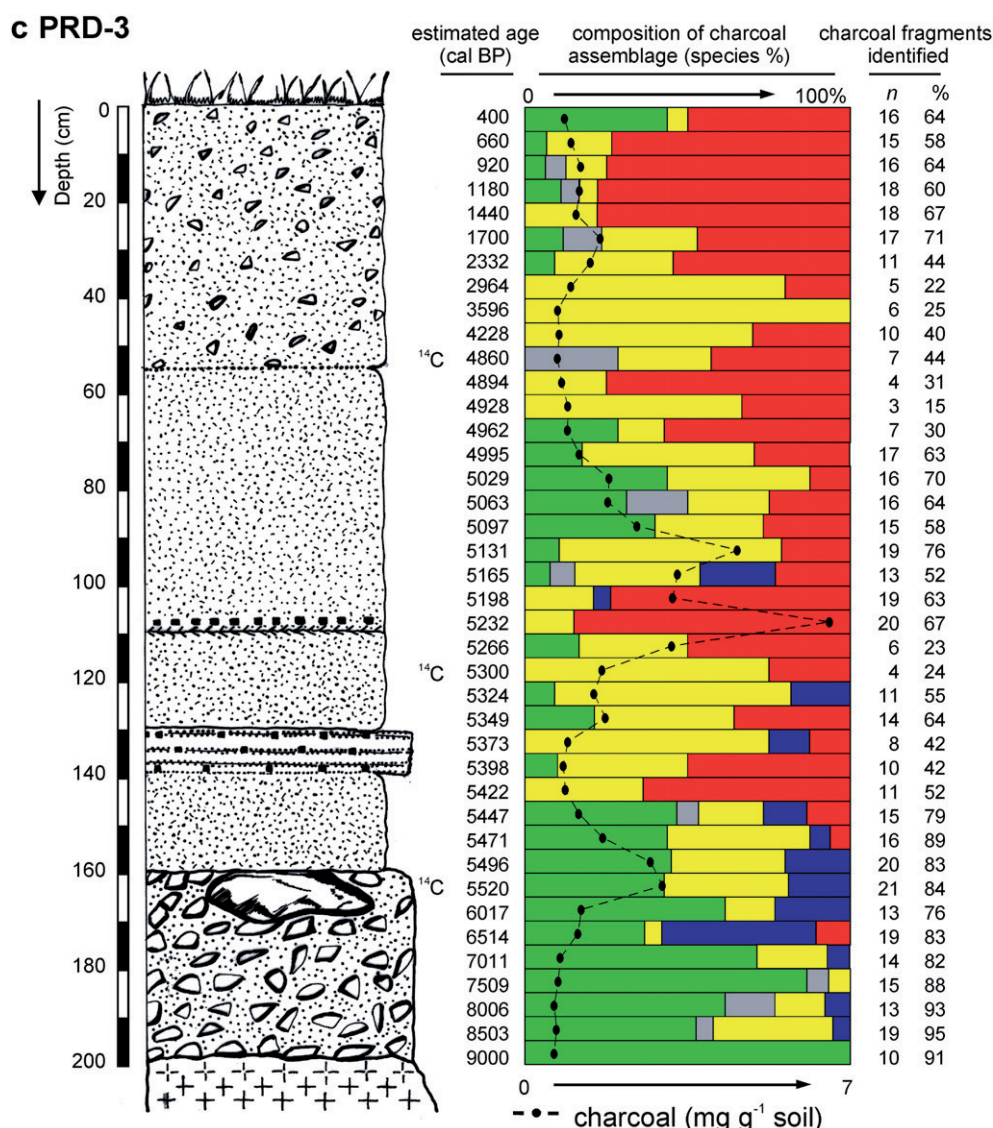 c PRD-3
estimated age composition of charcoal charcoal fragments
(cal BP) assemblage (species %) identified
Depth (cm)
0 100% n %
0 400 16 64
660 15 58
920 16 64
1180 18 60
20 1440 18 67
1700 17 71
2332 11 44
2964 5 22
40 3596 6 25
4228 10 40
14C 4860 7 44
4894 4 31
60 4928 3 15
4962 7 30
4995 17 63
5029 16 70
80 5063 16 64
5097 15 58
5131 19 76
5165 13 52
100 5198 19 63
5232 20 67
5266 6 23
14C 5300 4 24
120 5324 11 55
5349 14 64
5373 8 42
5398 10 42
140 5422 11 52
5447 15 79
5471 16 89
5496 20 83
160 14C 5520 21 84
6017 13 76
6514 19 83
7011 14 82
180 7509 15 88
8006 13 93
8503 19 95
200 9000 10 91
0 7
charcoal (mg g-1 soil)